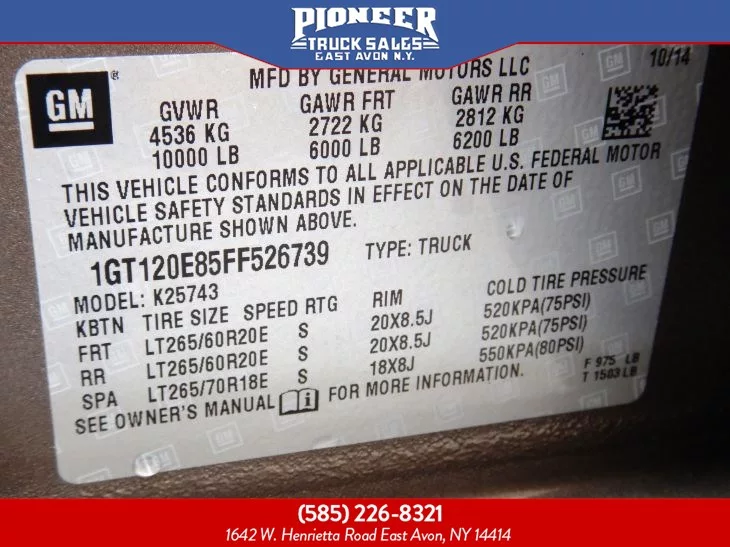 PIONEER
TRUCK SALES
EAST AVON N.Y.
MFD BY GENERAL MOTORS LLC 10/14
GM ®
GVWR GAWR FRT GAWR RR
4536 KG 2722 KG 2812 KG
10000 LB 6000 LB 6200 LB
THIS VEHICLE CONFORMS TO ALL APPLICABLE U.S. FEDERAL MOTOR
VEHICLE SAFETY STANDARDS IN EFFECT ON THE DATE OF
MANUFACTURE SHOWN ABOVE.
1GT120E85FF526739 TYPE: TRUCK
MODEL: K25743
KBTN TIRE SIZE SPEED RTG RIM COLD TIRE PRESSURE
FRT LT265/60R20E S 20X8.5J 520KPA(75PSI)
RR LT265/60R20E S 20X8.5J 520KPA(75PSI)
SPA LT265/70R18E S 18X8J 550KPA(80PSI)
F 975 LB
T 1503 LB
SEE OWNER'S MANUAL i FOR MORE INFORMATION.
(585) 226-8321
1642 W. Henrietta Road East Avon, NY 14414